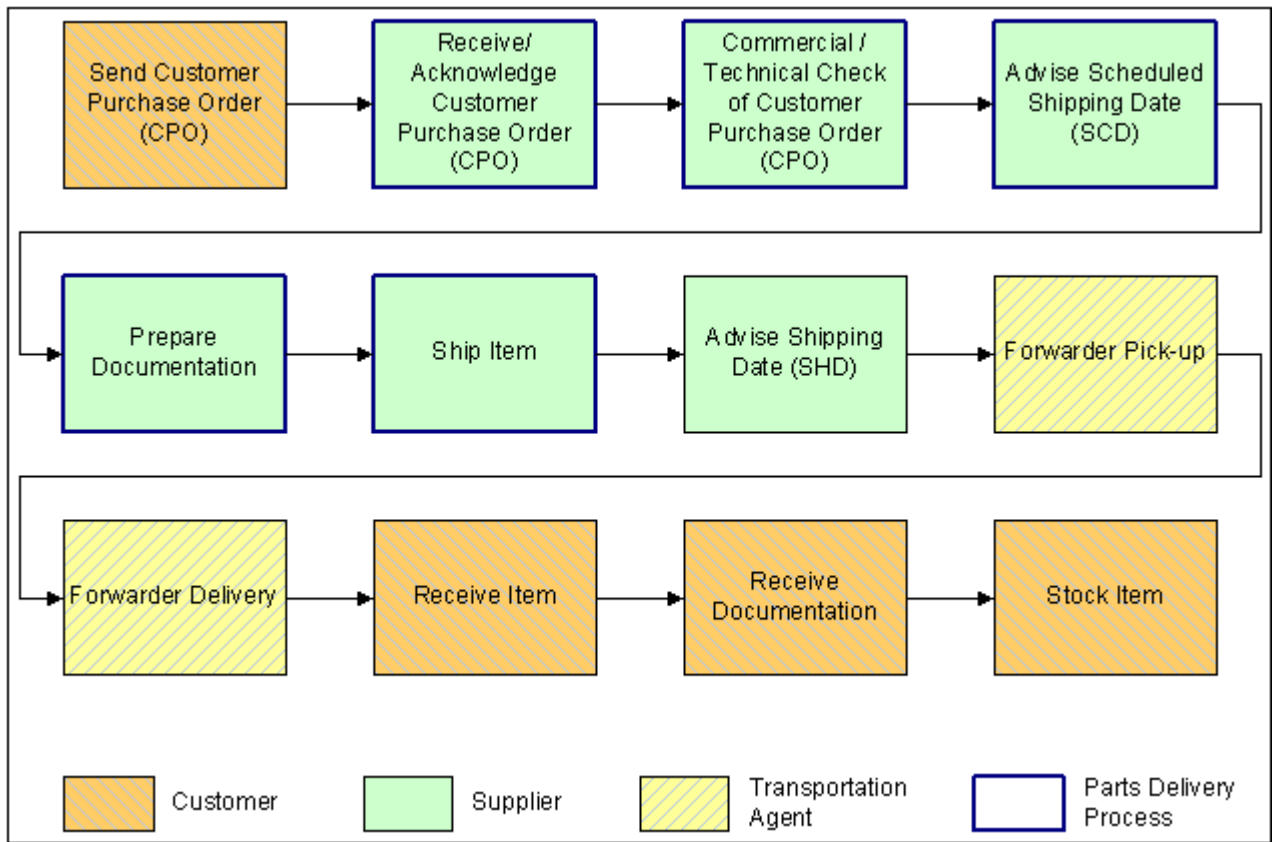 Send Customer
Purchase Order
(CPO)
Receive/
Acknowledge
Customer
Purchase Order
(CPO)
Commercial /
Technical Check
of Customer
Purchase Order
(CPO)
Advise Scheduled
Shipping Date
(SCD)
Prepare
Documentation
Ship Item
Advise Shipping
Date (SHD)
Forwarder Pick-up
Forwarder Delivery
Receive Item
Receive
Documentation
Stock Item
Customer
Supplier
Transportation
Agent
Parts Delivery
Process